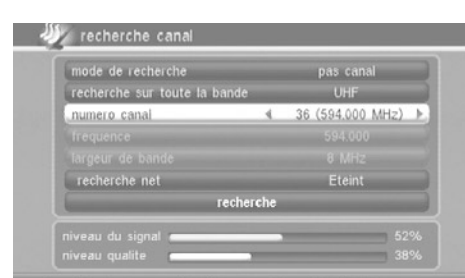 recherche canal
mode de recherche pas canal
recherche sur toute la bande UHF
numero canal 36 (594.000 MHz)
frequence 594.000
largeur de bande 8 MHz
recherche net Eteint
recherche
niveau du signal 52%
niveau qualite 38%